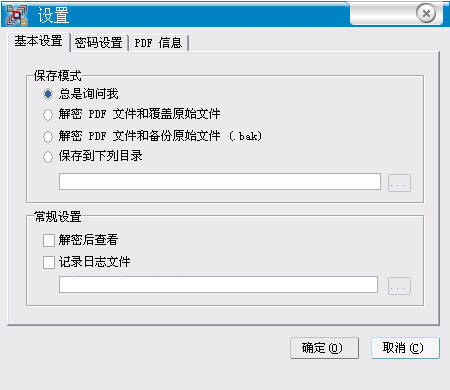 设置
基本设置 密码设置 PDF 信息
保存模式
总是询问我
解密 PDF 文件和覆盖原始文件
解密 PDF 文件和备份原始文件 (.bak)
保存到下列目录
...
常规设置
解密后查看
记录日志文件
...
确定(O) 取消(C)